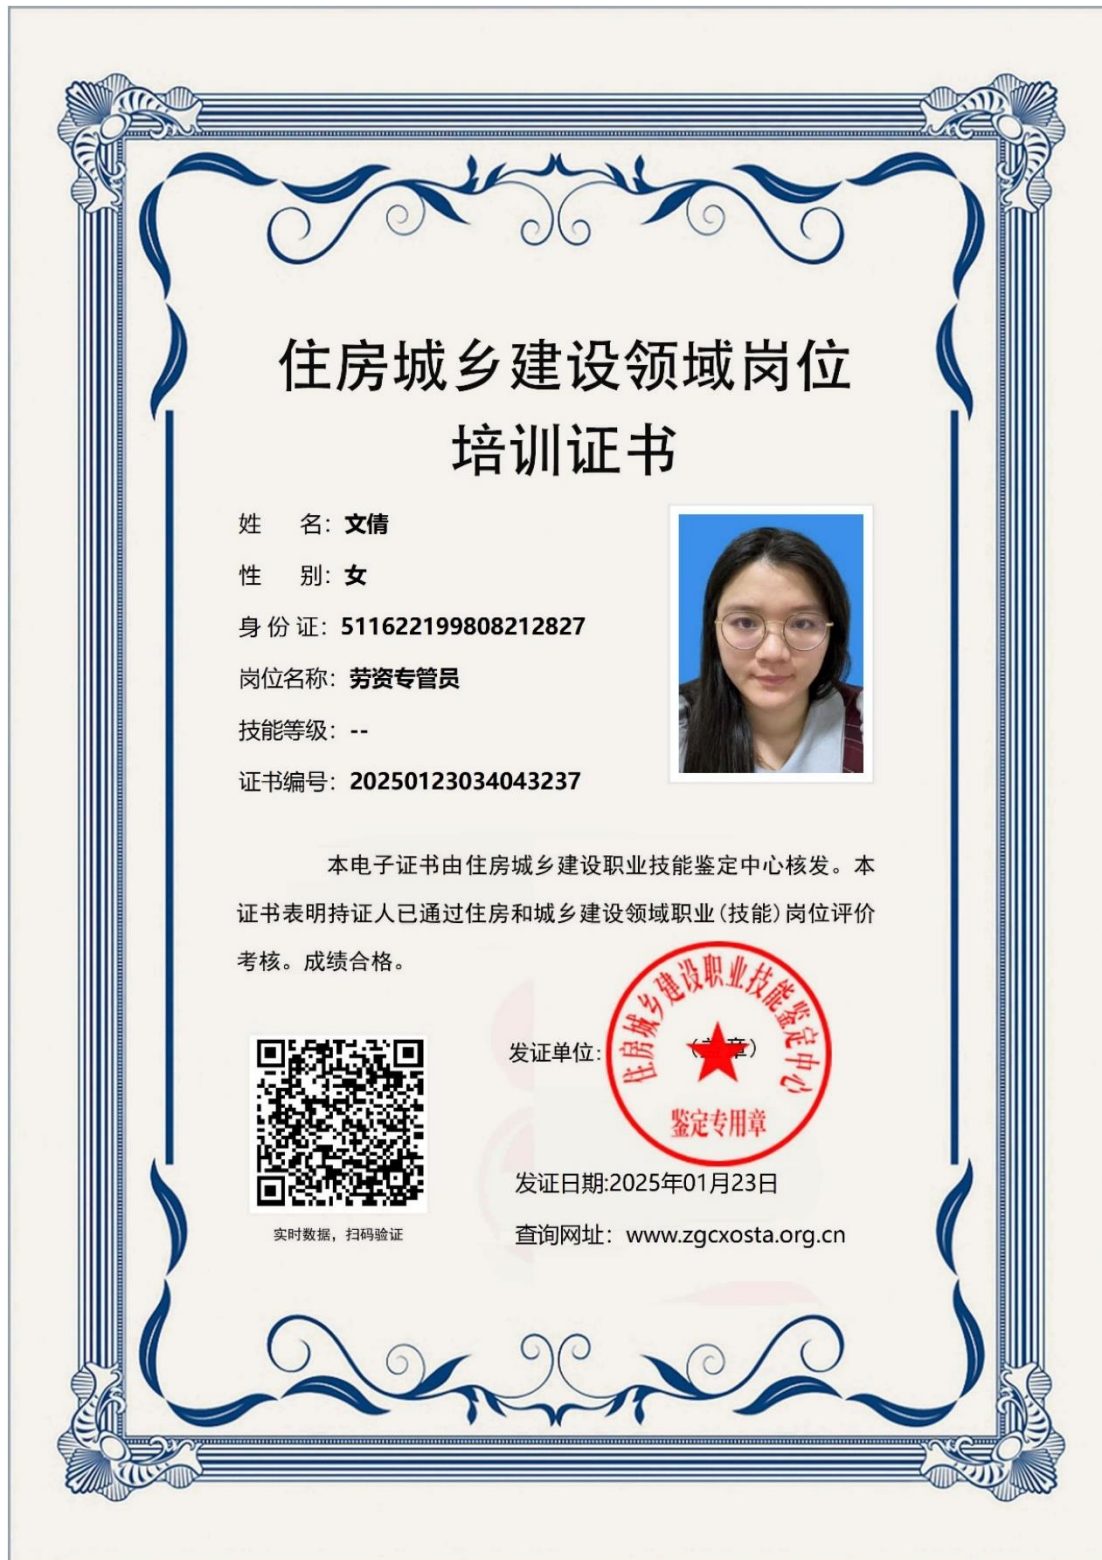 住房城乡建设领域岗位
培训证书
姓 名：文倩
性 别：女
身份证：511622199808212827
岗位名称：劳资专管员
技能等级：--
证书编号：20250123034043237
本电子证书由住房城乡建设职业技能鉴定中心核发。本
证书表明持证人已通过住房和城乡建设领域职业(技能)岗位评价
考核。成绩合格。
住房城乡建设职业技能鉴定中心
发证单位: （盖章）
鉴定专用章
发证日期:2025年01月23日
实时数据，扫码验证
查询网址：www.zgcxosta.org.cn